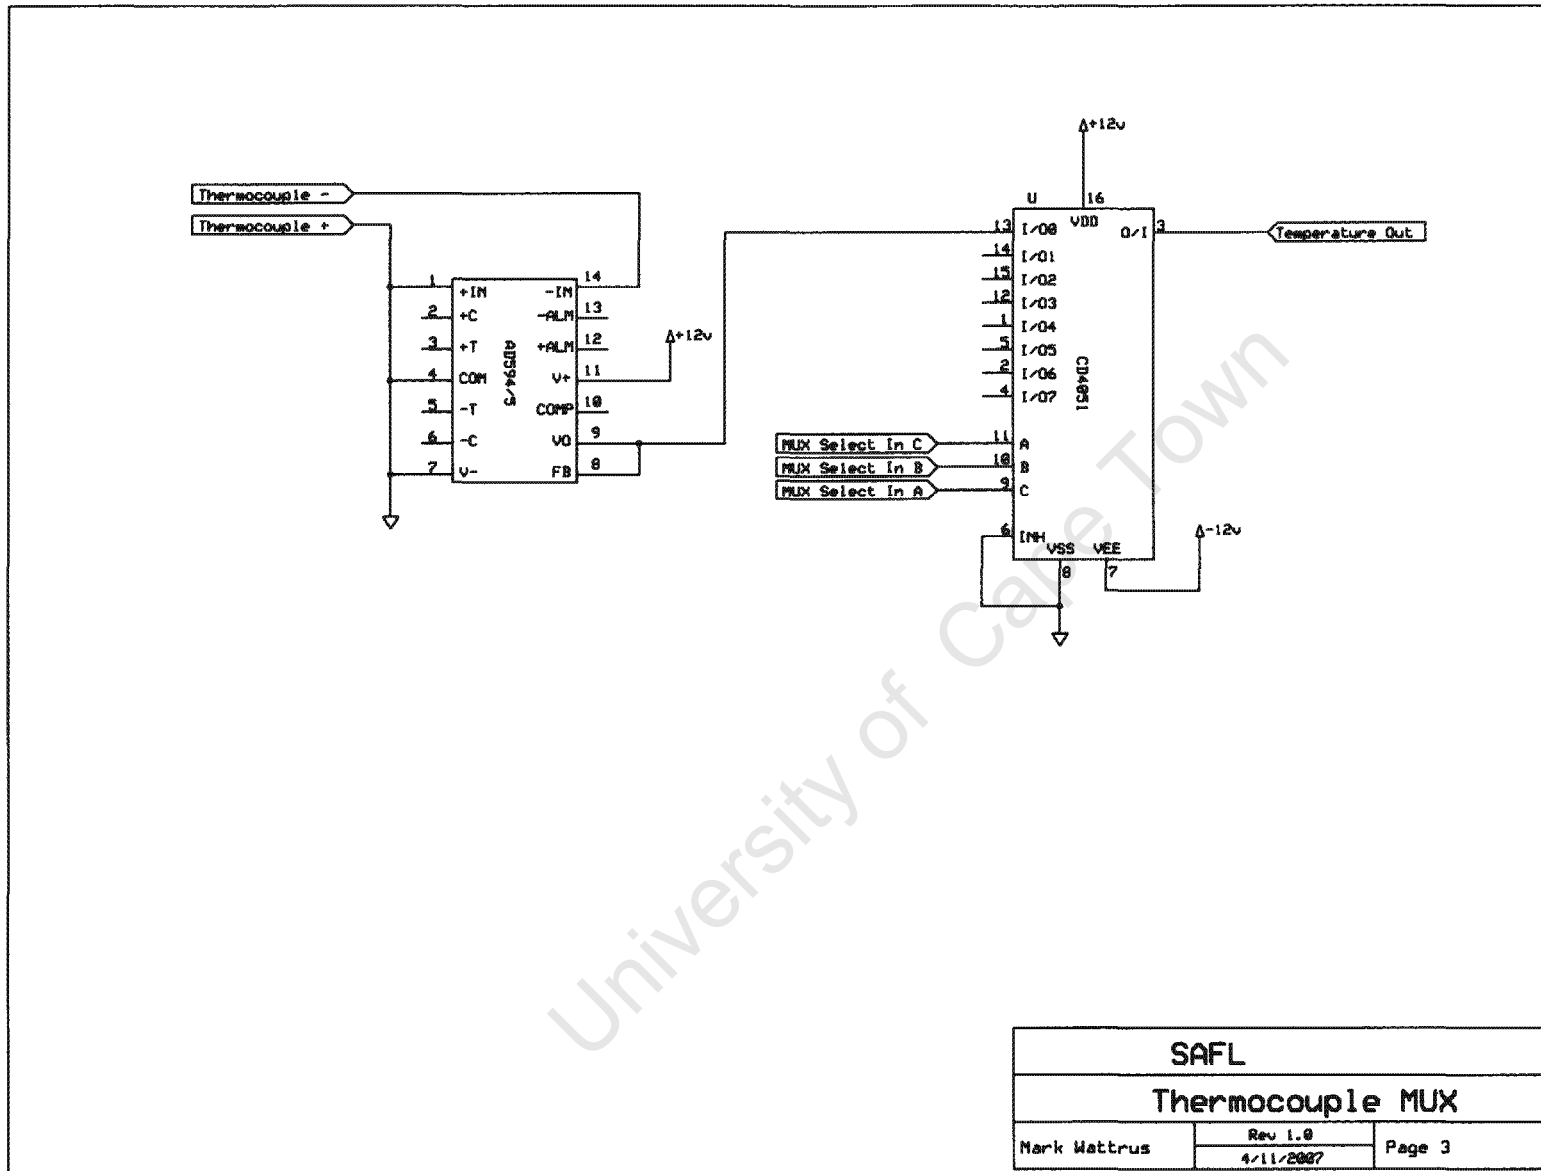 +12v
Thermocouple -
Thermocouple +
U
16
13 I/O0 VDD O/I 3
Temperature Out
14 I/O1
15 I/O2
12 I/O3
1 I/O4
5 I/O5
2 I/O6
4 I/O7
CD4051
1 +IN -IN 14
2 +C -ALM 13
3 +T +ALM 12
+12v
4 COM V+ 11
5 -T COMP 10
6 -C VO 9
7 V- FB 8
AD594/5
MUX Select In C 11 A
MUX Select In B 10 B
MUX Select In A 9 C
6 INH
VSS VEE
-12v
8 7
University of Cape Town
SAFL
Thermocouple MUX
Mark Wattrus
Rev 1.0
4/11/2007
Page 3